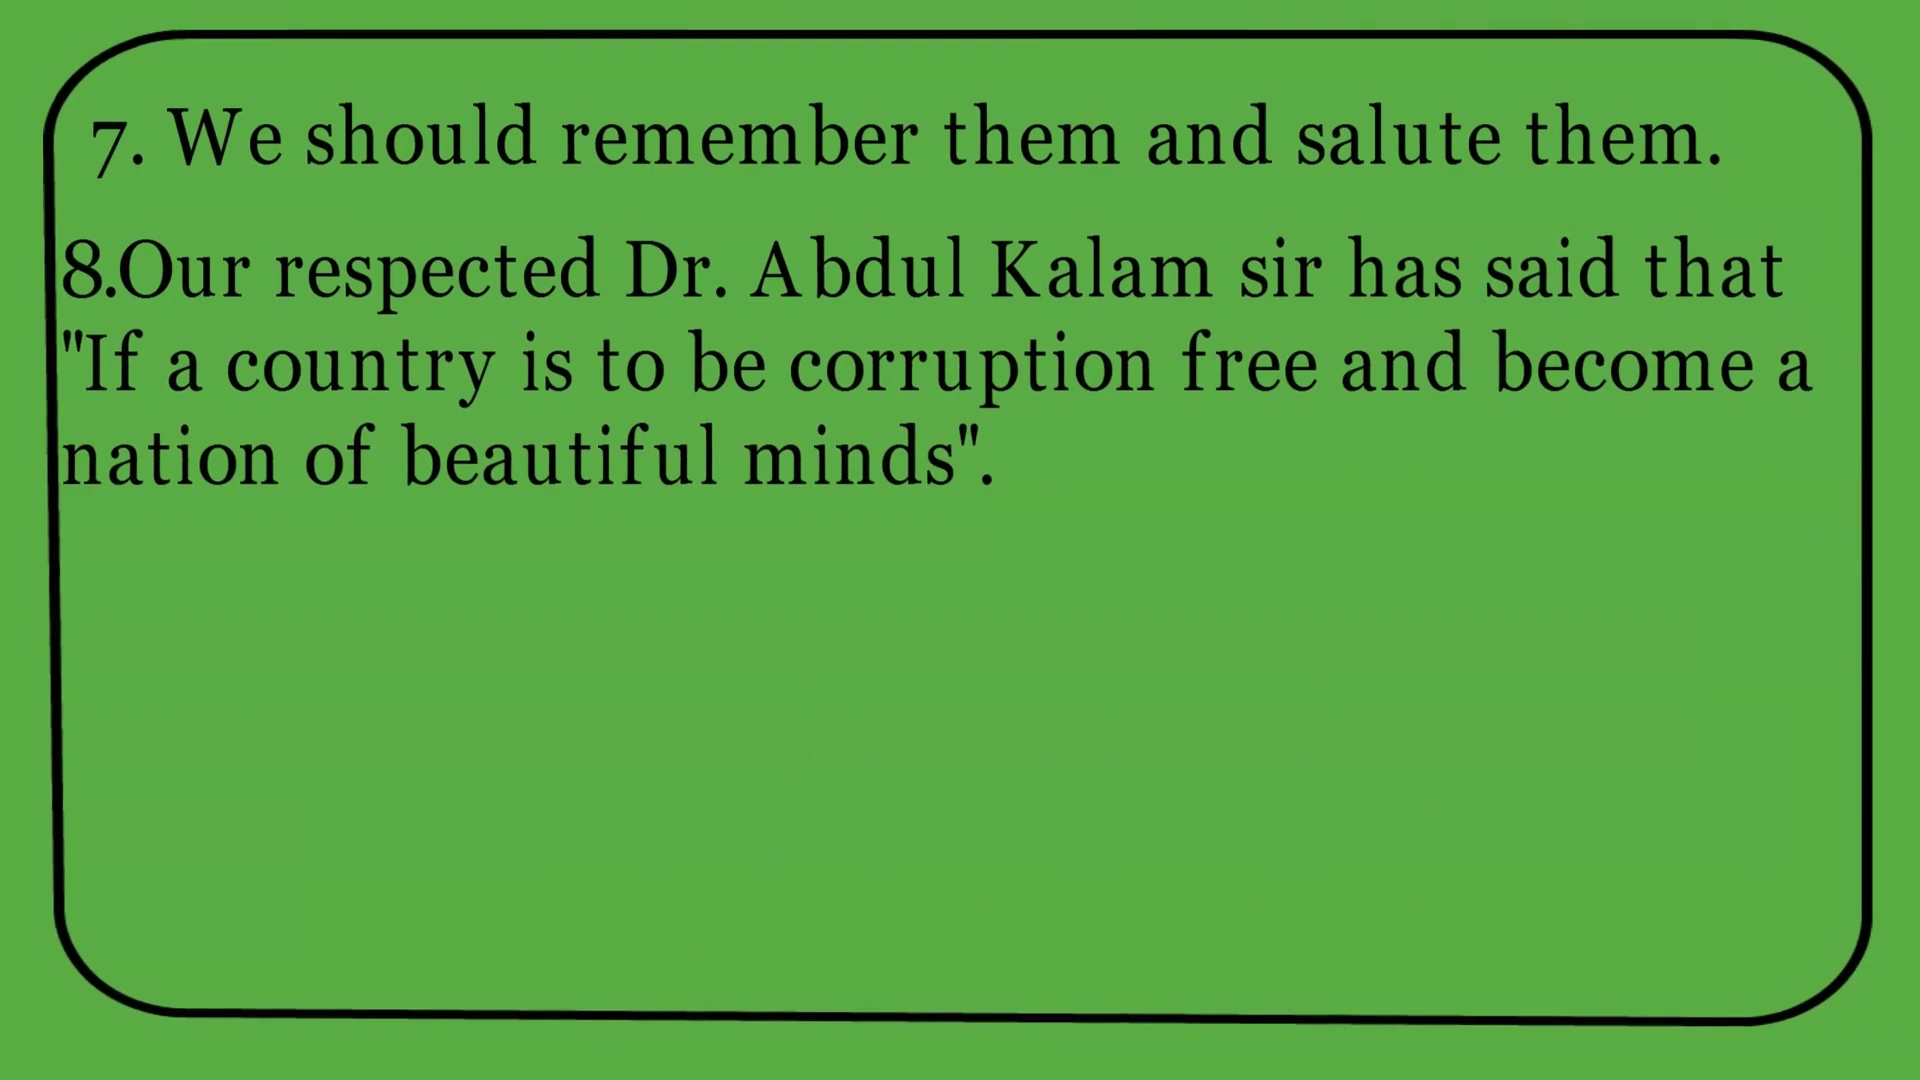 7. We should remember them and salute them.
8.Our respected Dr. Abdul Kalam sir has said that
"If a country is to be corruption free and become a
nation of beautiful minds".